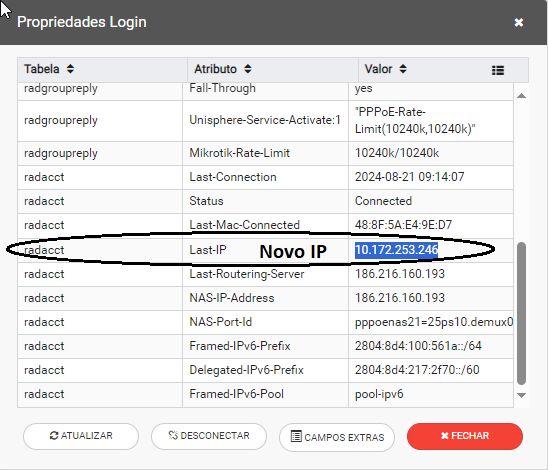 Propriedades Login
Tabela Atributo Valor
radgroupreply Fall-Through yes
radgroupreply Unisphere-Service-Activate:1 "PPPoE-Rate-
Limit(10240k,10240k)"
radgroupreply Mikrotik-Rate-Limit 10240k/10240k
radacct Last-Connection 2024-08-21 09:14:07
radacct Status Connected
radacct Last-Mac-Connected 48:8F:5A:E4:9E:D7
radacct Last-IP Novo IP 10.172.253.246
radacct Last-Routering-Server 186.216.160.193
radacct NAS-IP-Address 186.216.160.193
radacct NAS-Port-Id pppoenas21=25ps10.demux0
radacct Framed-IPv6-Prefix 2804:8d4:100:561a::/64
radacct Delegated-IPv6-Prefix 2804:8d4:217:2f70::/60
radacct Framed-IPv6-Pool pool-ipv6
ATUALIZAR DESCONECTAR CAMPOS EXTRAS FECHAR